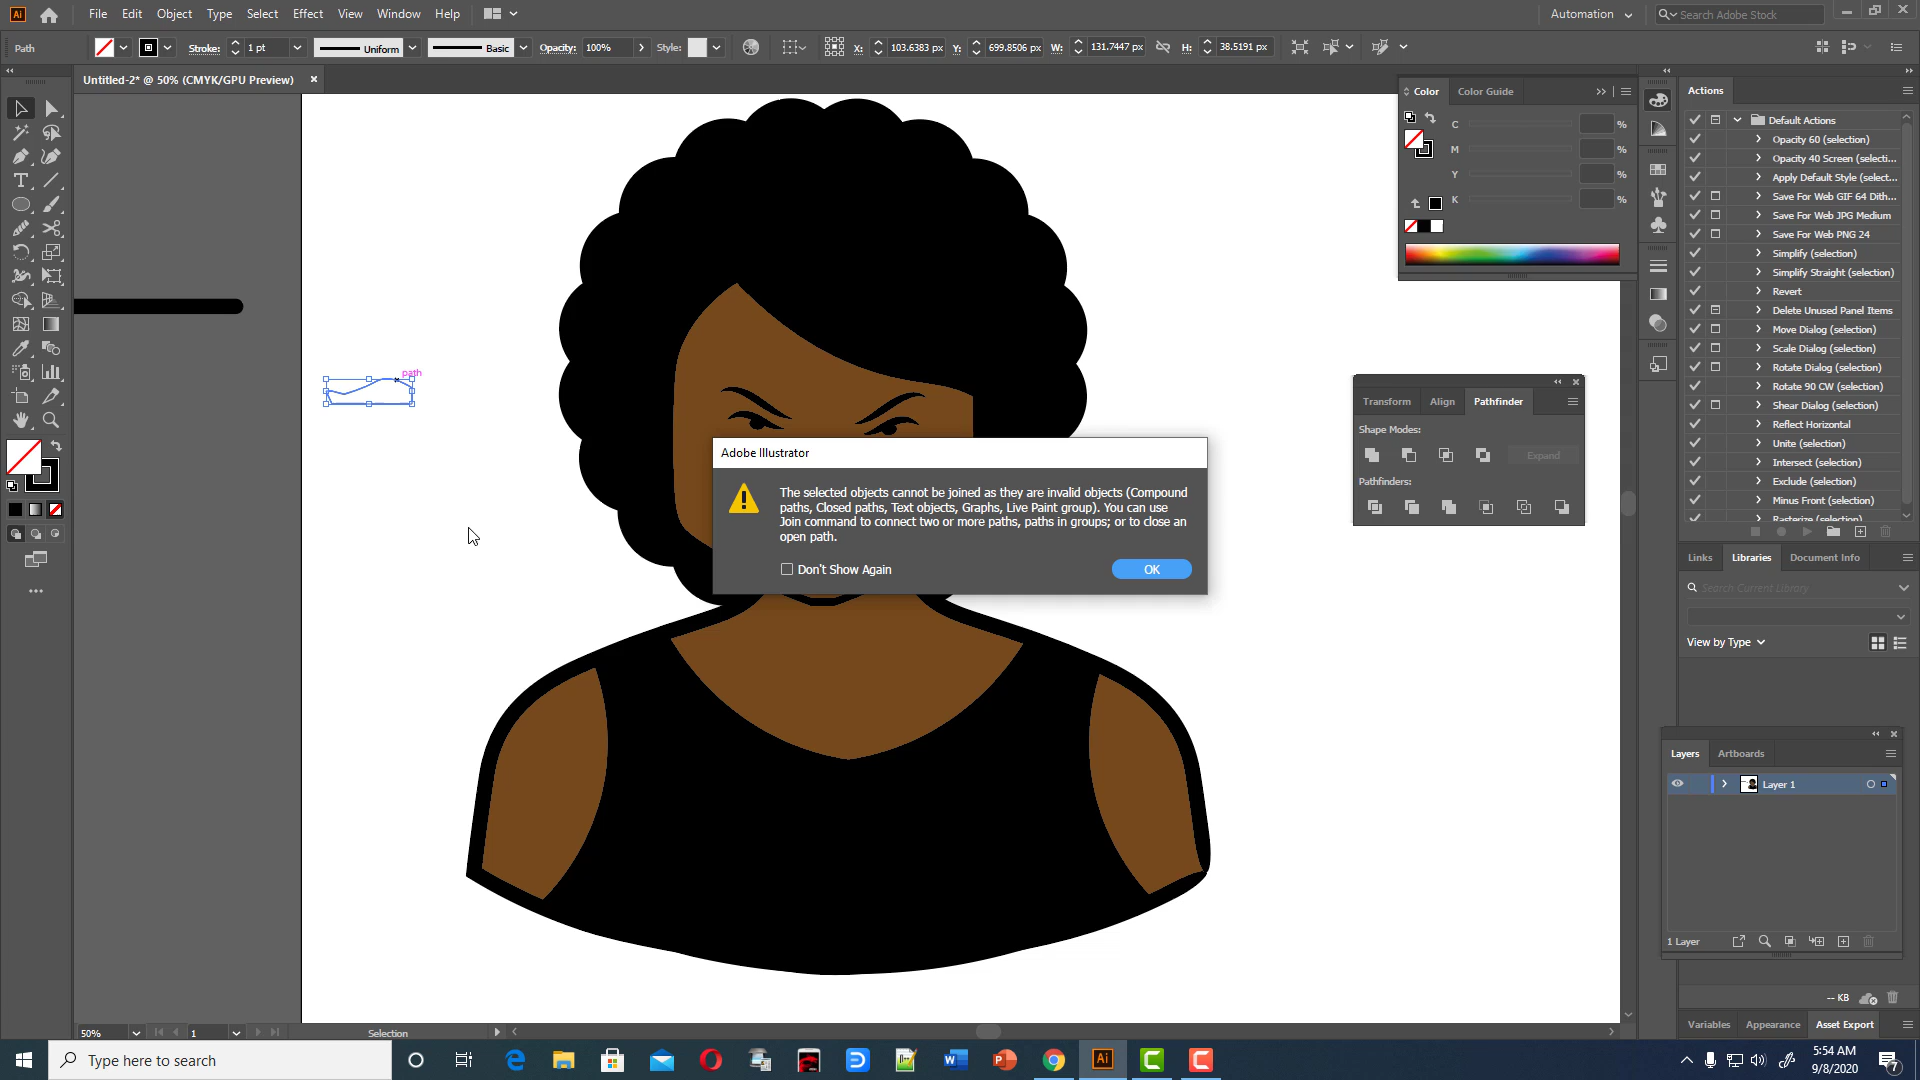 Ai File Edit Object Type Select Effect View Window Help Automation Search Adobe Stock
Path Stroke: 1 pt Uniform Basic Opacity: 100% Style: X: 103.6383 px Y: 699.8506 px W: 131.7447 px H: 38.5191 px
Untitled-2* @ 50% (CMYK/GPU Preview)
Color Color Guide
C %
M %
Y %
K %
Actions
Default Actions
Opacity 60 (selection)
Opacity 40 Screen (selecti...
Apply Default Style (select...
Save For Web GIF 64 Dith...
Save For Web JPG Medium
Save For Web PNG 24
Simplify (selection)
Simplify Straight (selection)
Revert
Delete Unused Panel Items
Move Dialog (selection)
Scale Dialog (selection)
Rotate Dialog (selection)
Rotate 90 CW (selection)
Shear Dialog (selection)
Reflect Horizontal
Unite (selection)
Intersect (selection)
Exclude (selection)
Minus Front (selection)
Rasterize (selection)
path
Transform Align Pathfinder
Shape Modes:
Expand
Pathfinders:
Adobe Illustrator
The selected objects cannot be joined as they are invalid objects (Compound
paths, Closed paths, Text objects, Graphs, Live Paint group). You can use
Join command to connect two or more paths, paths in groups; or to close an
open path.
Don't Show Again
OK
Links Libraries Document Info
Search Current Library
View by Type
Layers Artboards
Layer 1
1 Layer
-- KB
Variables Appearance Asset Export
50% 1 Selection
Type here to search
Ai
5:54 AM
9/8/2020
7